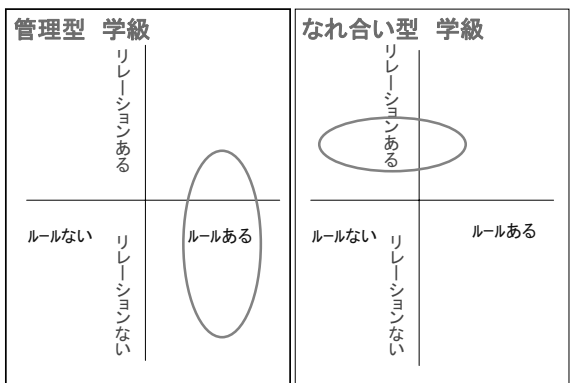 管理型 学級
リレーションある
ルールない
ルールある
リレーションない
なれ合い型 学級
リレーションある
ルールない
ルールある
リレーションない